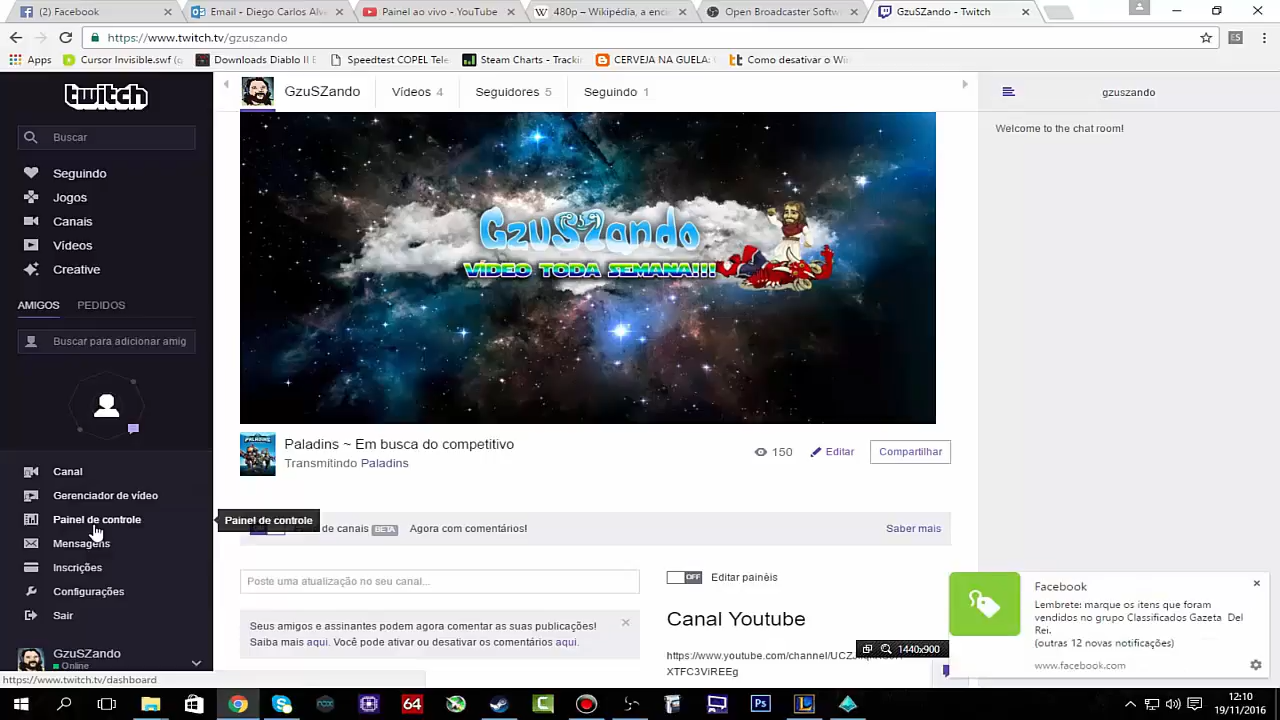 (2) Facebook
Email - Diego Carlos Alv
Painel ao vivo - YouTube
480p – Wikipédia, a enci
Open Broadcaster Softw
GzuSZando - Twitch
https://www.twitch.tv/gzuszando
ES
Apps
Cursor Invisible.swf (g
Downloads Diablo II E
Speedtest COPEL Tele
Steam Charts - Trackin
CERVEJA NA GUELA:
tt Como desativar o Win
twitch
GzuSZando
Vídeos 4
Seguidores 5
Seguindo 1
gzuszando
Buscar
Welcome to the chat room!
Seguindo
Jogos
Canais
Vídeos
Creative
GzuSZando
VÍDEO TODA SEMANA!!!
AMIGOS
PEDIDOS
Buscar para adicionar amig
Paladins ~ Em busca do competitivo
Transmitindo Paladins
150
Editar
Compartilhar
Canal
Gerenciador de vídeo
Painel de controle
Mensagens
Inscrições
Configurações
Sair
Painel de controle
de canais BETA Agora com comentários!
Saber mais
Poste uma atualização no seu canal...
OFF Editar painéis
Seus amigos e assinantes podem agora comentar as suas publicações!
Saiba mais aqui. Você pode ativar ou desativar os comentários aqui.
Canal Youtube
https://www.youtube.com/channel/UCZ
XTFC3ViREEg
1440x900
Facebook
Lembrete: marque os itens que foram
vendidos no grupo Classificados Gazeta Del
Rei.
(outras 12 novas notificações)
www.facebook.com
GzuSZando
Online
https://www.twitch.tv/dashboard
64
Ps
12:10
19/11/2016